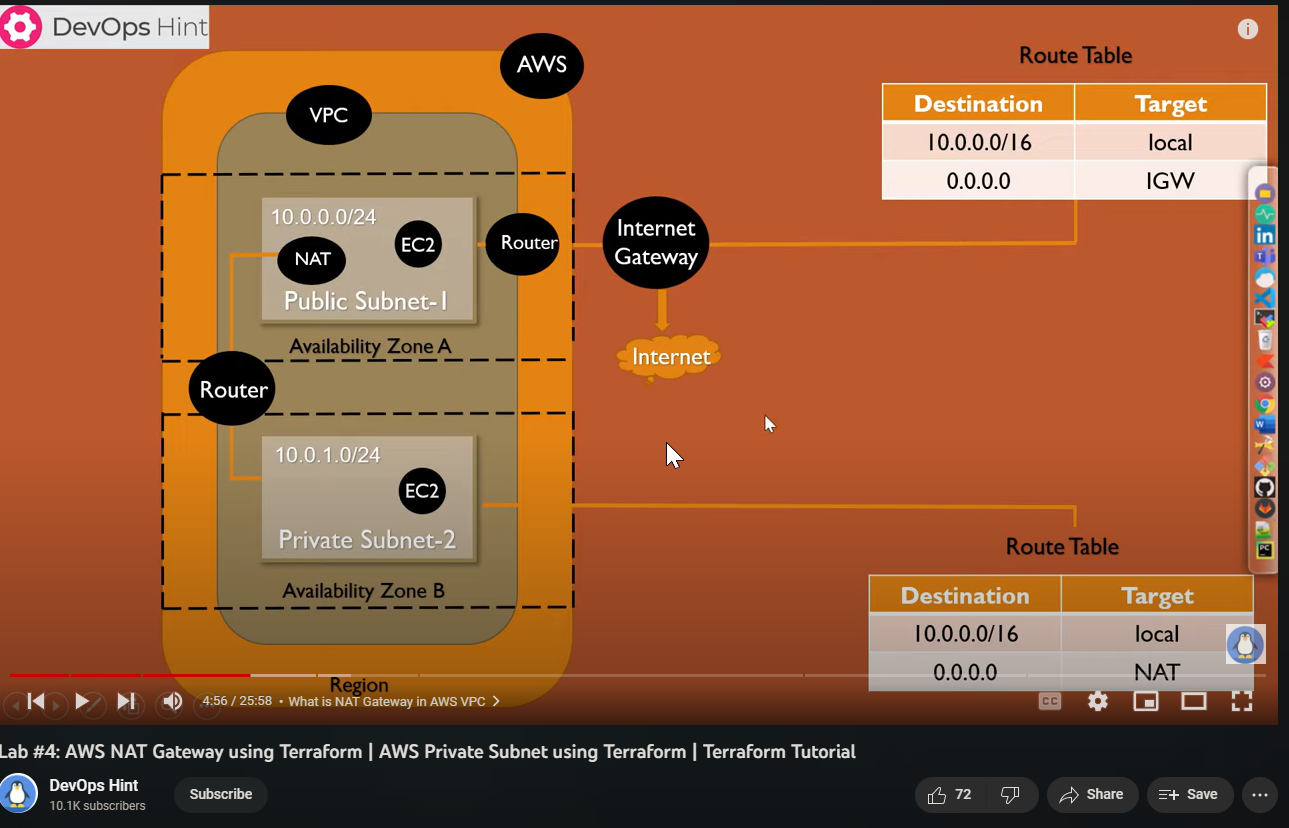 DevOps Hint
AWS
VPC
Route Table
Destination Target
10.0.0.0/16 local
0.0.0.0 IGW
10.0.0.0/24
NAT
EC2
Router
Public Subnet-1
Availability Zone A
Internet
Gateway
Internet
Router
10.0.1.0/24
EC2
Private Subnet-2
Availability Zone B
Region
Route Table
Destination Target
10.0.0.0/16 local
0.0.0.0 NAT
in
T
W
PC
4:56 / 25:58 • What is NAT Gateway in AWS VPC >
CC
Lab #4: AWS NAT Gateway using Terraform | AWS Private Subnet using Terraform | Terraform Tutorial
DevOps Hint
10.1K subscribers
Subscribe
72
Share
Save